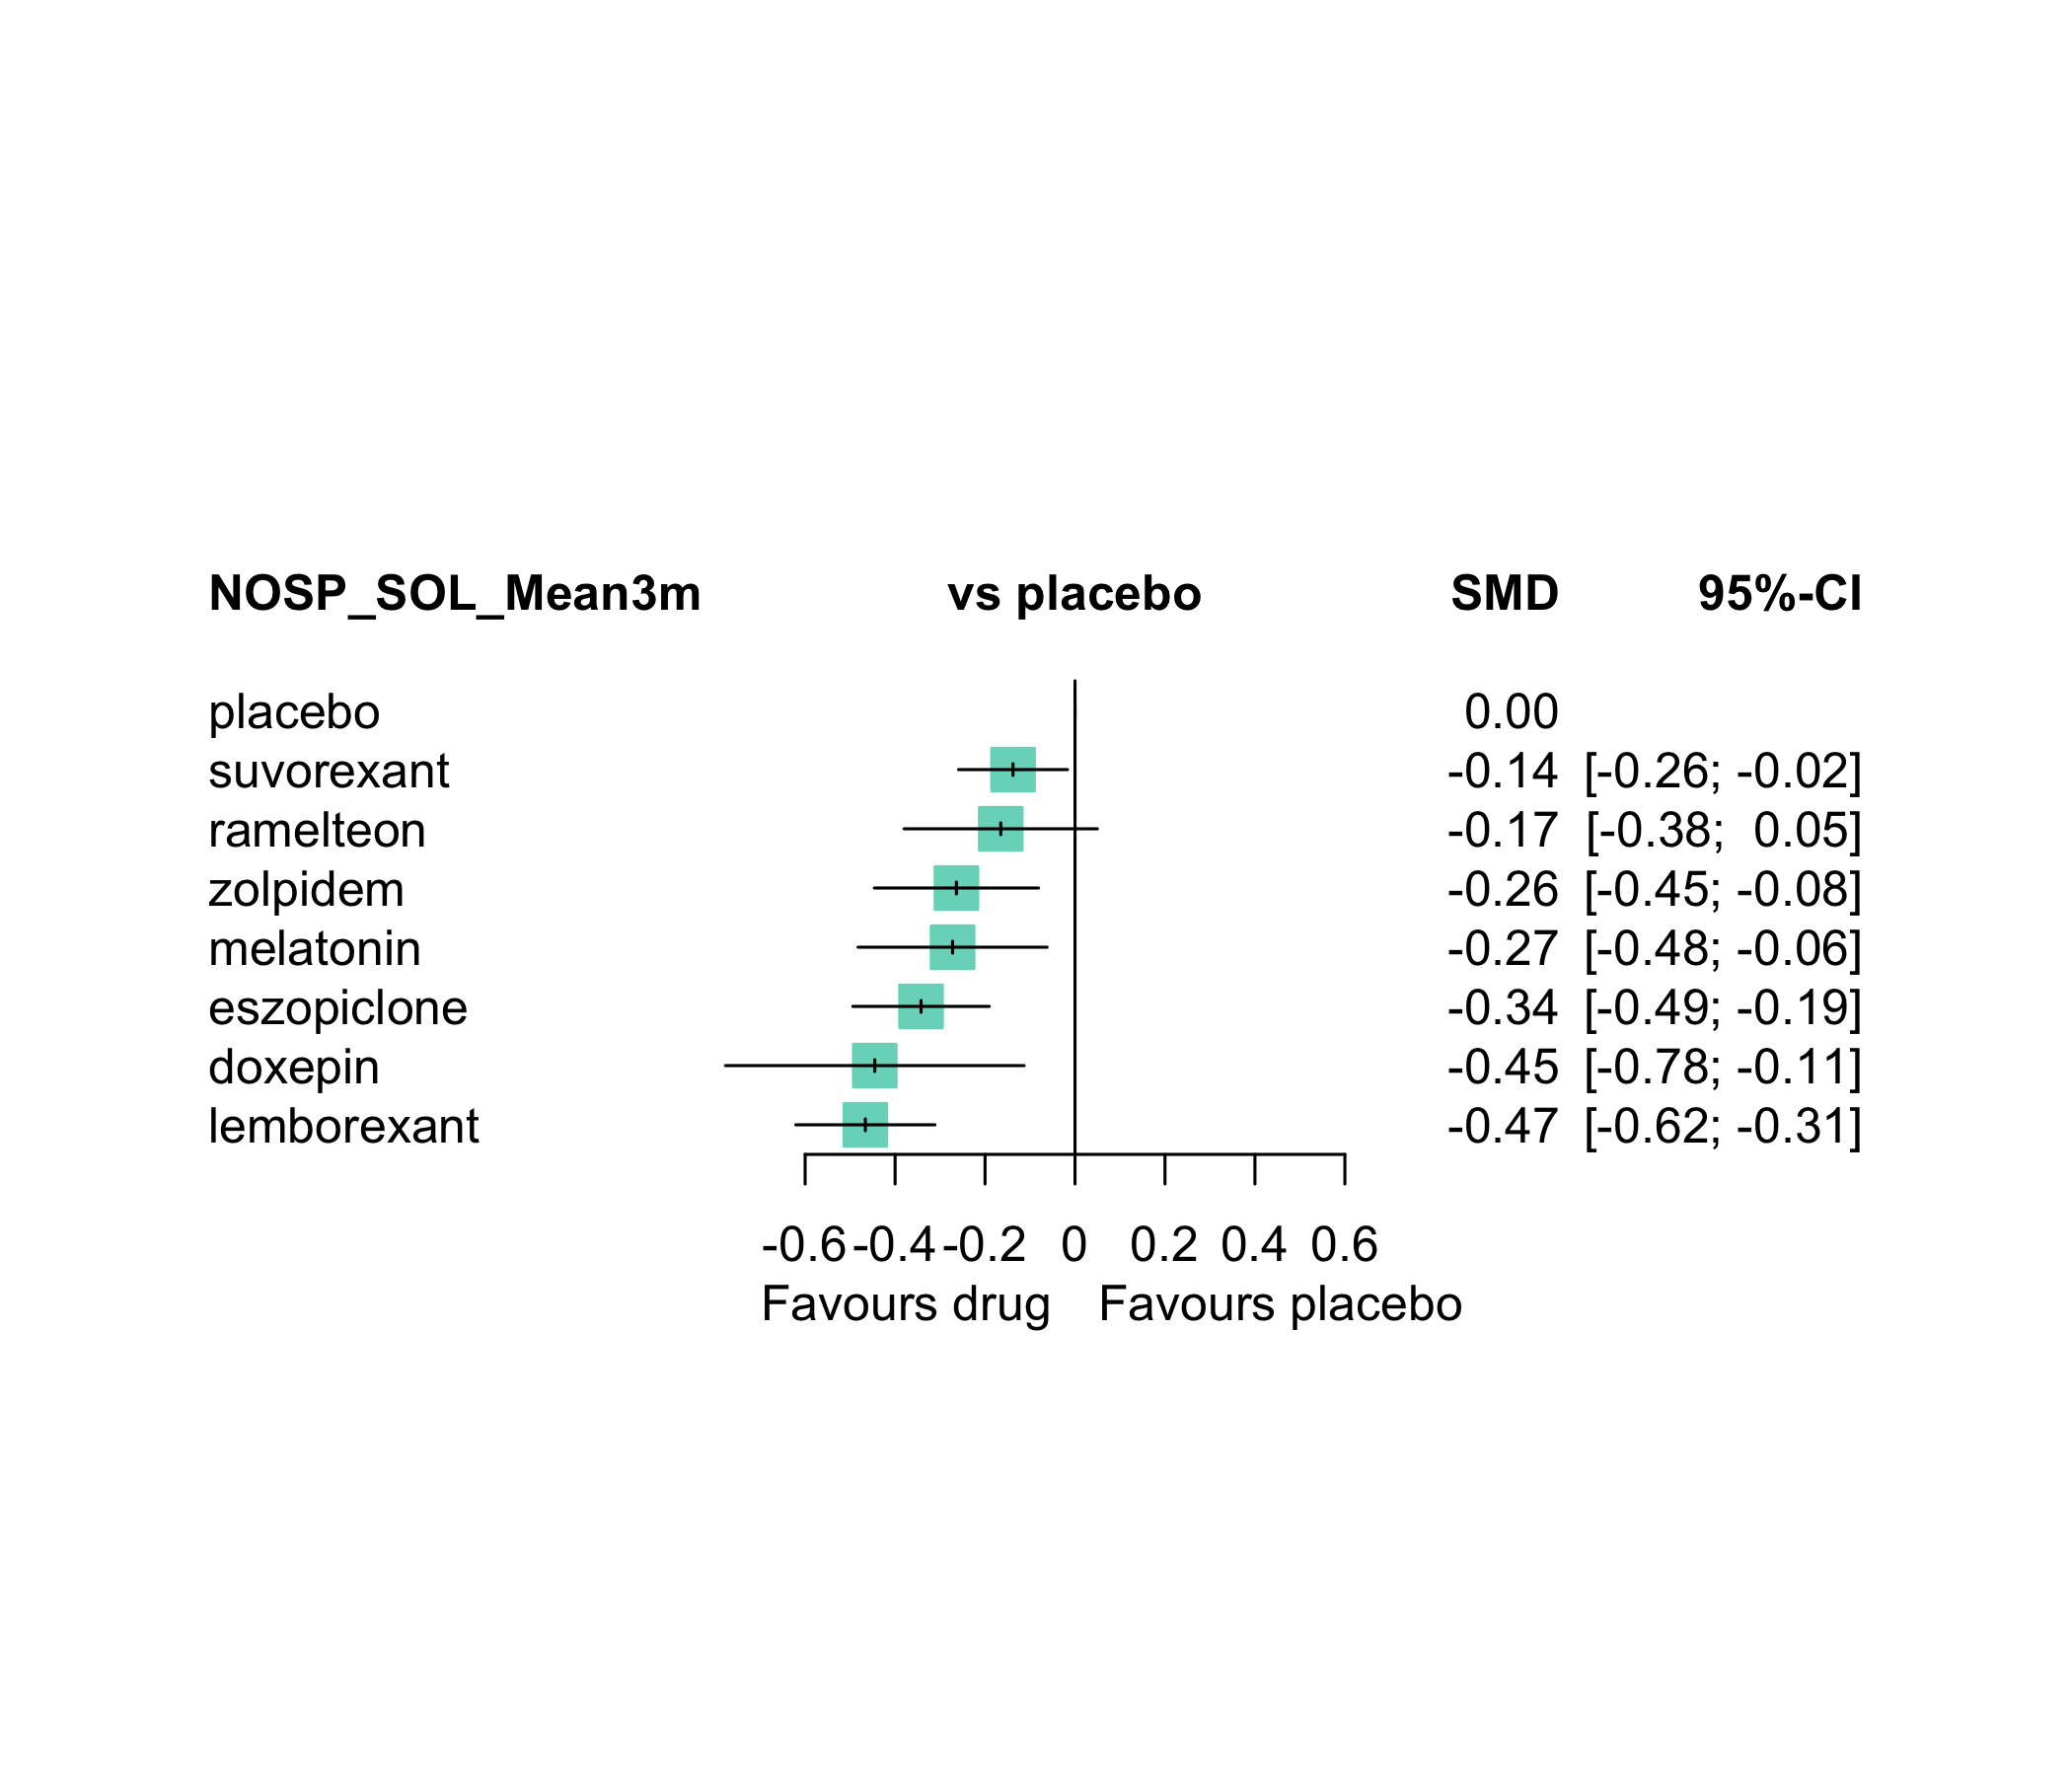 NOSP_SOL_Mean3m vs placebo SMD 95%-CI
placebo 0.00
suvorexant -0.14 [-0.26; -0.02]
ramelteon -0.17 [-0.38; 0.05]
zolpidem -0.26 [-0.45; -0.08]
melatonin -0.27 [-0.48; -0.06]
eszopiclone -0.34 [-0.49; -0.19]
doxepin -0.45 [-0.78; -0.11]
lemborexant -0.47 [-0.62; -0.31]
-0.6 -0.4 -0.2 0 0.2 0.4 0.6
Favours drug Favours placebo